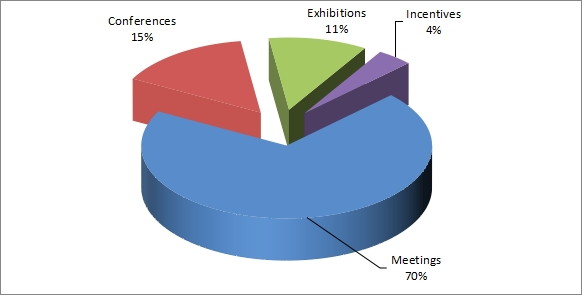 Conferences
15%
Exhibitions
11%
Incentives
4%
Meetings
70%